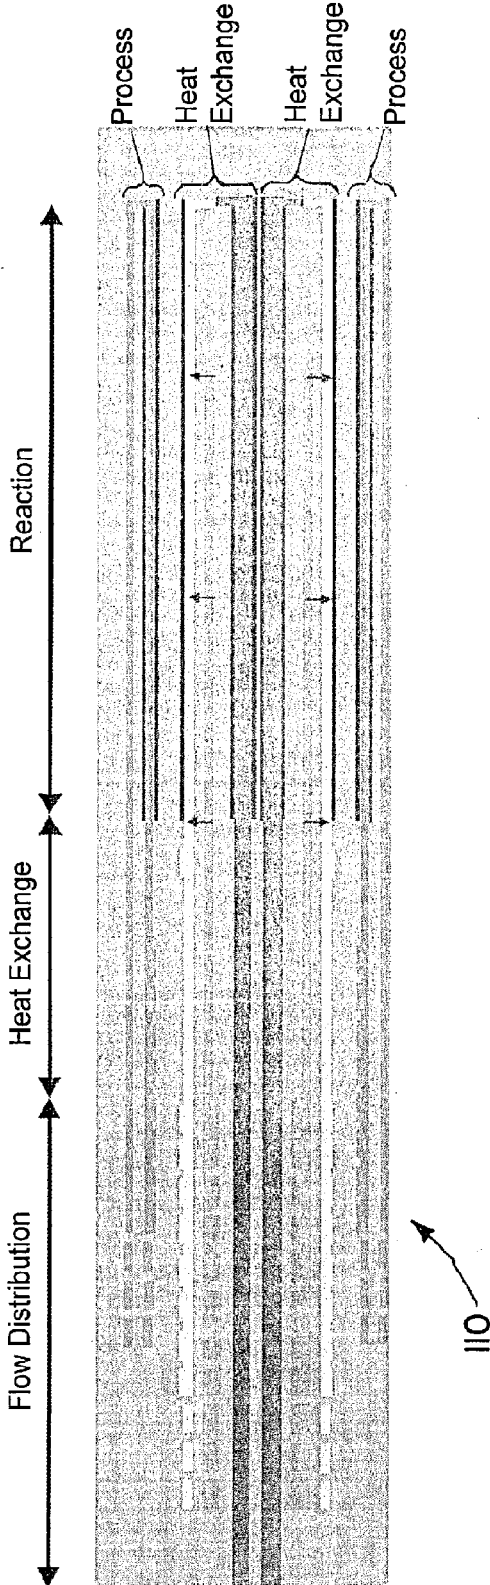 Process
Heat
Exchange
Heat
Exchange
Process
Reaction
Heat Exchange
Flow Distribution
110